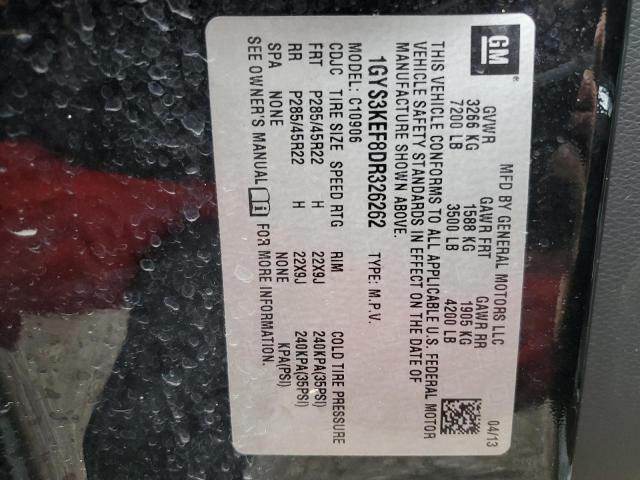 GM
MFD BY GENERAL MOTORS LLC 04/13
GVWR GAWR FRT GAWR RR
3266 KG 1588 KG 1905 KG
7200 LB 3500 LB 4200 LB
THIS VEHICLE CONFORMS TO ALL APPLICABLE U.S. FEDERAL MOTOR
VEHICLE SAFETY STANDARDS IN EFFECT ON THE DATE OF
MANUFACTURE SHOWN ABOVE.
1GYS3KEF8DR326262 TYPE: M.P.V.
MODEL: C10906
CDJC TIRE SIZE SPEED RTG RIM COLD TIRE PRESSURE
FRT P285/45R22 H 22X9J 240KPA(35PSI)
RR P285/45R22 H 22X9J 240KPA(35PSI)
SPA NONE NONE KPA(PSI)
SEE OWNER'S MANUAL i FOR MORE INFORMATION.